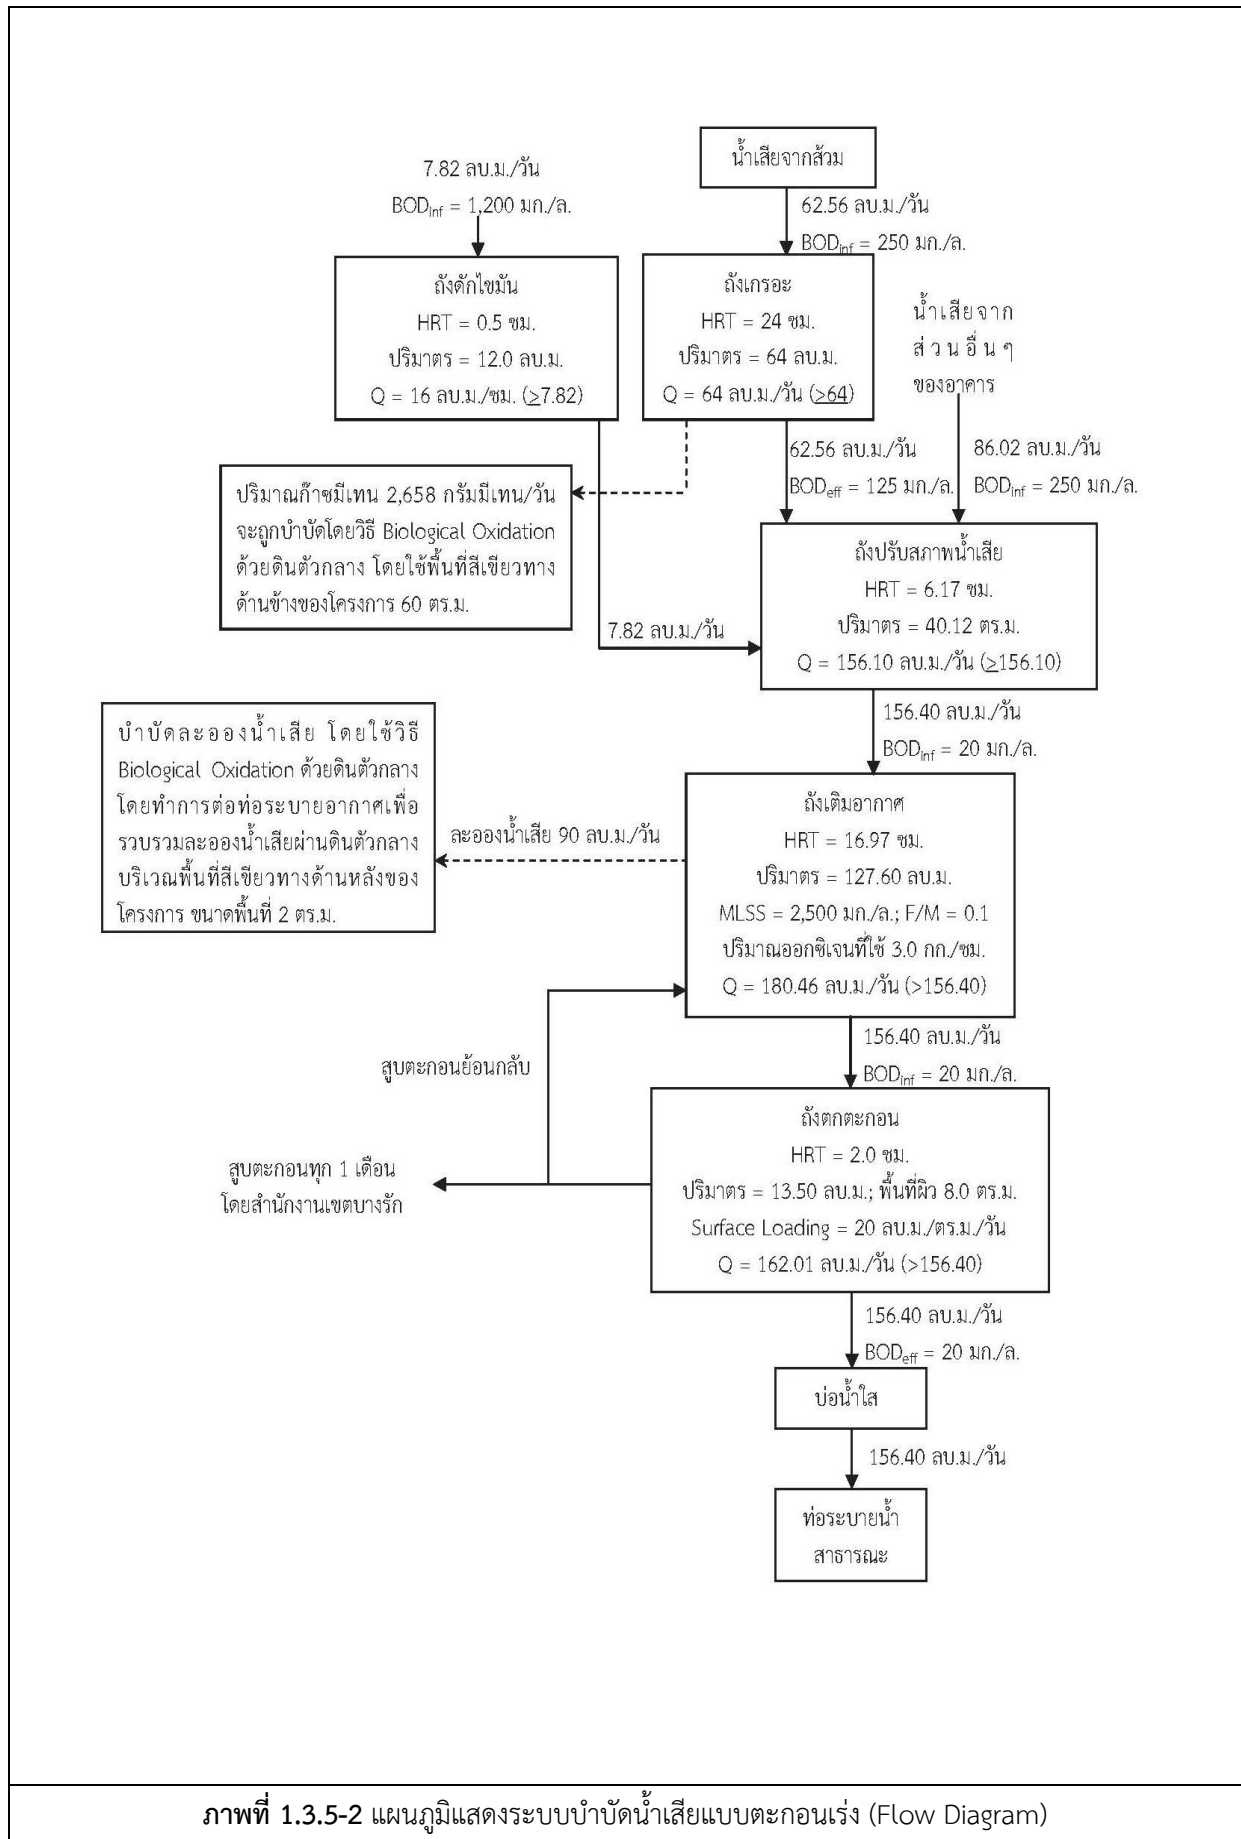 น้ำเสียจากส้วม
7.82 ลบ.ม./วัน
BODinf = 1,200 มก./ล.
62.56 ลบ.ม./วัน
BODinf = 250 มก./ล.
ถังดักไขมัน
HRT = 0.5 ชม.
ปริมาตร = 12.0 ลบ.ม.
Q = 16 ลบ.ม./ชม. (≥7.82)
ถังเกรอะ
HRT = 24 ชม.
ปริมาตร = 64 ลบ.ม.
Q = 64 ลบ.ม./วัน (≥64)
น้ำเสียจาก
ส่วนอื่นๆ
ของอาคาร
62.56 ลบ.ม./วัน
BODeff = 125 มก./ล.
86.02 ลบ.ม./วัน
BODinf = 250 มก./ล.
ปริมาณก๊าซมีเทน 2,658 กรัมมีเทน/วัน
จะถูกบำบัดโดยวิธี Biological Oxidation
ด้วยดินตัวกลาง โดยใช้พื้นที่สีเขียวทาง
ด้านข้างของโครงการ 60 ตร.ม.
7.82 ลบ.ม./วัน
ถังปรับสภาพน้ำเสีย
HRT = 6.17 ชม.
ปริมาตร = 40.12 ตร.ม.
Q = 156.10 ลบ.ม./วัน (≥156.10)
156.40 ลบ.ม./วัน
BODinf = 20 มก./ล.
บำบัดละอองน้ำเสีย โดยใช้วิธี
Biological Oxidation ด้วยดินตัวกลาง
โดยทำการต่อท่อระบายอากาศเพื่อ
รวบรวมละอองน้ำเสียผ่านดินตัวกลาง
บริเวณพื้นที่สีเขียวทางด้านหลังของ
โครงการ ขนาดพื้นที่ 2 ตร.ม.
ละอองน้ำเสีย 90 ลบ.ม./วัน
ถังเติมอากาศ
HRT = 16.97 ชม.
ปริมาตร = 127.60 ลบ.ม.
MLSS = 2,500 มก./ล.; F/M = 0.1
ปริมาณออกซิเจนที่ใช้ 3.0 กก./ชม.
Q = 180.46 ลบ.ม./วัน (>156.40)
156.40 ลบ.ม./วัน
BODinf = 20 มก./ล.
สูบตะกอนย้อนกลับ
สูบตะกอนทุก 1 เดือน
โดยสำนักงานเขตบางรัก
ถังตกตะกอน
HRT = 2.0 ชม.
ปริมาตร = 13.50 ลบ.ม.; พื้นที่ผิว 8.0 ตร.ม.
Surface Loading = 20 ลบ.ม./ตร.ม./วัน
Q = 162.01 ลบ.ม./วัน (>156.40)
156.40 ลบ.ม./วัน
BODeff = 20 มก./ล.
บ่อน้ำใส
156.40 ลบ.ม./วัน
ท่อระบายน้ำ
สาธารณะ
ภาพที่ 1.3.5-2 แผนภูมิแสดงระบบบำบัดน้ำเสียแบบตะกอนเร่ง (Flow Diagram)